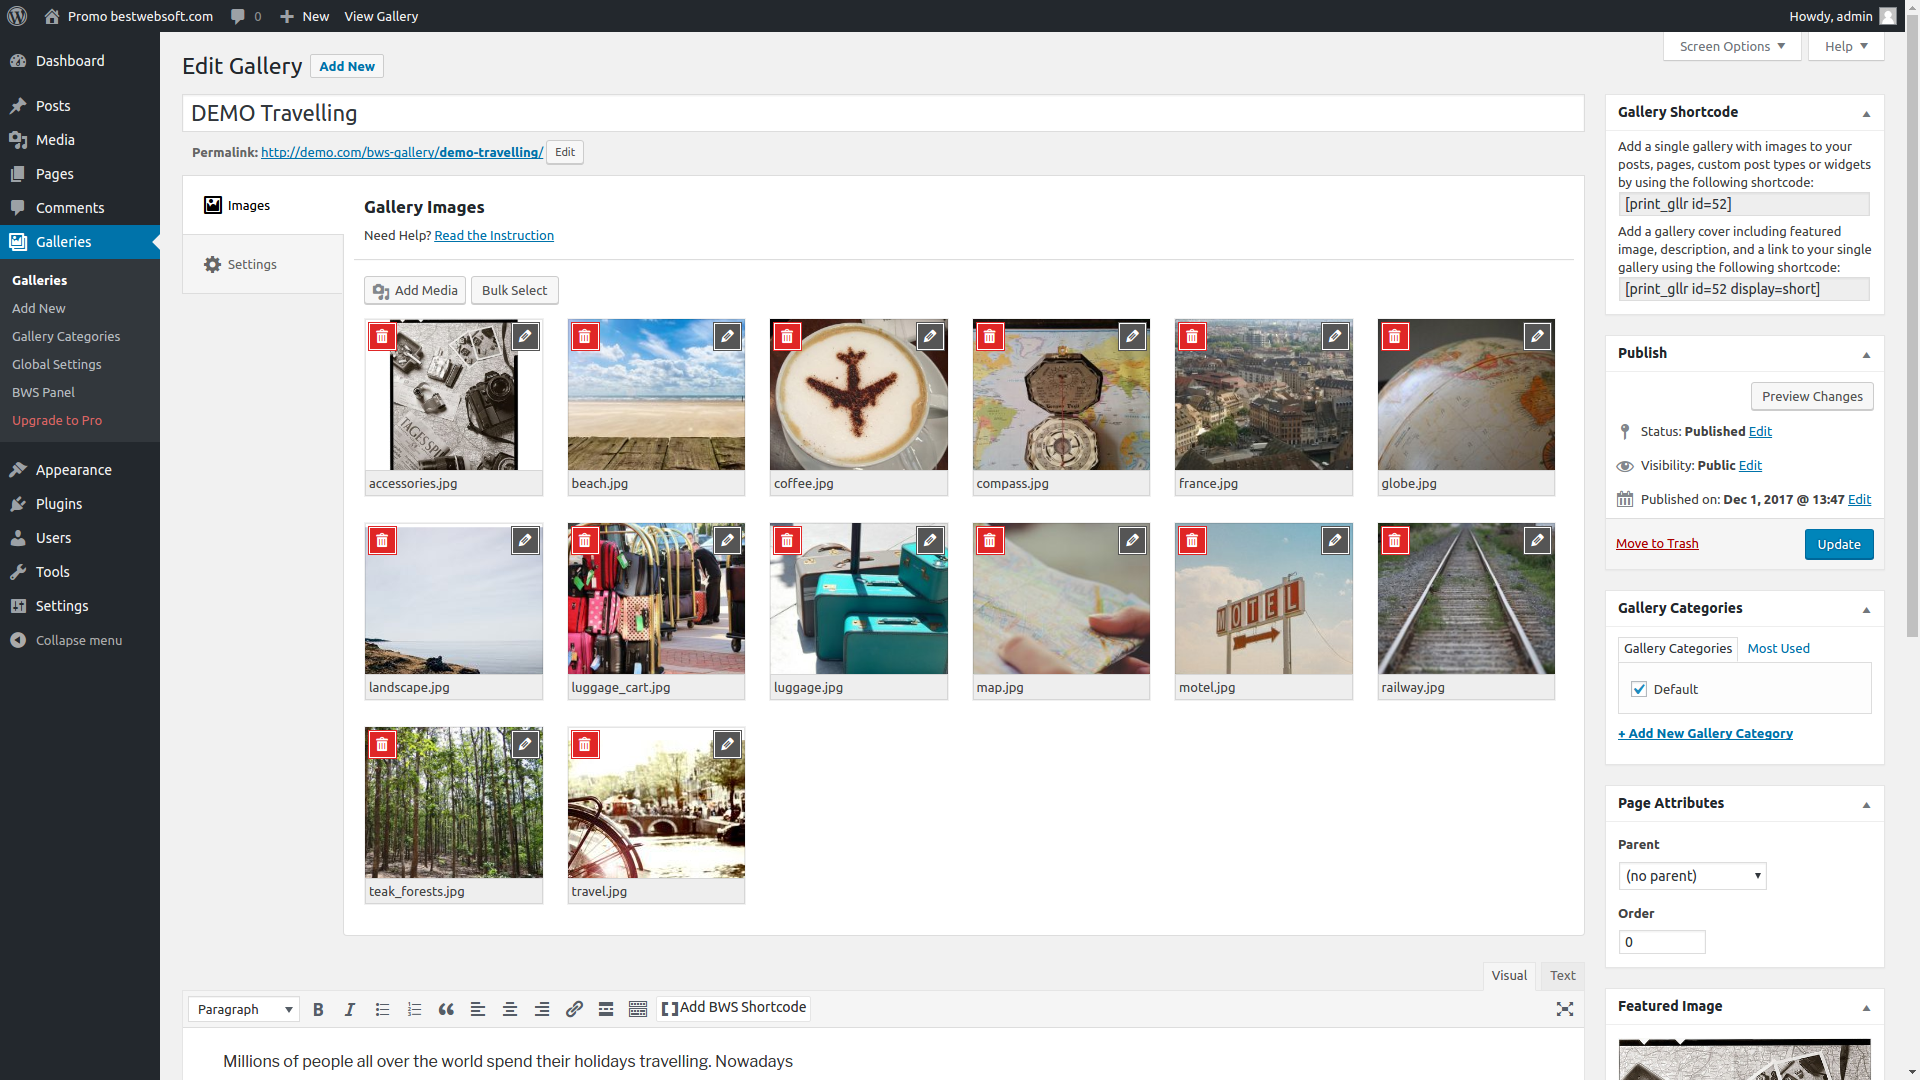 Promo bestwebsoft.com
0
New
View Gallery
Howdy, admin
Dashboard
Posts
Media
Pages
Comments
Galleries
Galleries
Add New
Gallery Categories
Global Settings
BWS Panel
Upgrade to Pro
Appearance
Plugins
Users
Tools
Settings
Collapse menu
Screen Options
Help
Edit Gallery
Add New
DEMO Travelling
Permalink: http://demo.com/bws-gallery/demo-travelling/
Edit
Images
Settings
Gallery Images
Need Help? Read the Instruction
Add Media
Bulk Select
TAGESSPI
accessories.jpg
beach.jpg
coffee.jpg
compass.jpg
france.jpg
globe.jpg
MOTEL
landscape.jpg
luggage_cart.jpg
luggage.jpg
map.jpg
motel.jpg
railway.jpg
teak_forests.jpg
travel.jpg
Visual
Text
Paragraph
Add BWS Shortcode
Millions of people all over the world spend their holidays travelling. Nowadays
Gallery Shortcode
Add a single gallery with images to your
posts, pages, custom post types or widgets
by using the following shortcode:
[print_gllr id=52]
Add a gallery cover including featured
image, description, and a link to your single
gallery using the following shortcode:
[print_gllr id=52 display=short]
Publish
Preview Changes
Status: Published Edit
Visibility: Public Edit
Published on: Dec 1, 2017 @ 13:47 Edit
Move to Trash
Update
Gallery Categories
Gallery Categories
Most Used
Default
+ Add New Gallery Category
Page Attributes
Parent
(no parent)
Order
0
Featured Image